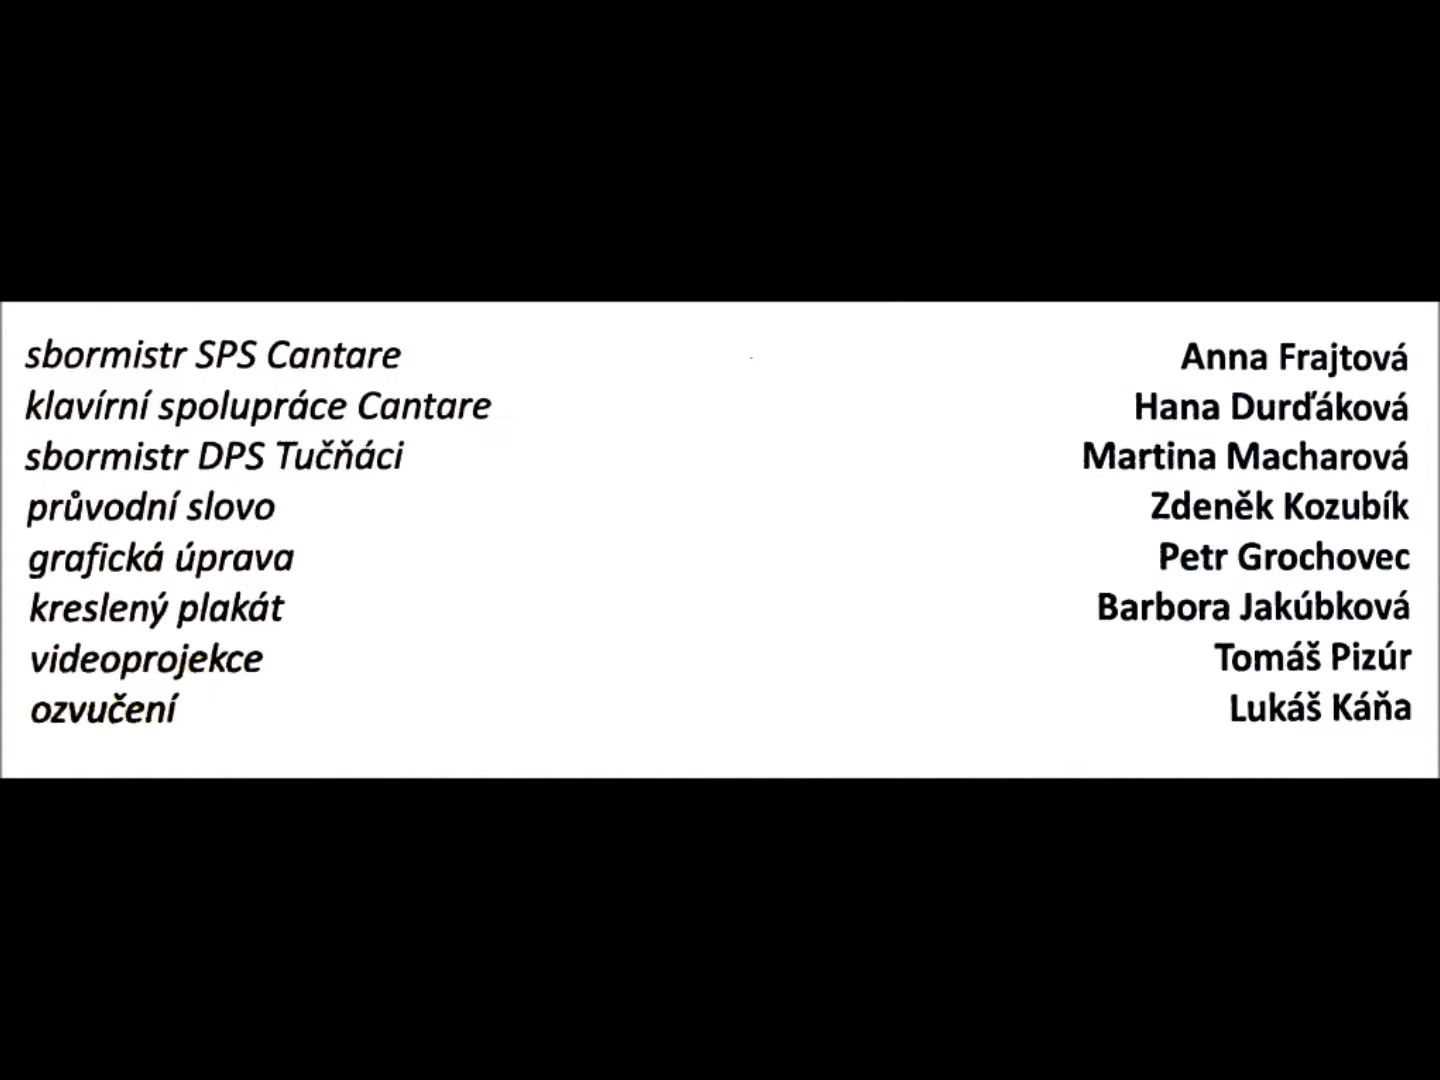 sbormistr SPS Cantare Anna Frajtová
klavírní spolupráce Cantare Hana Durďáková
sbormistr DPS Tučňáci Martina Macharová
průvodní slovo Zdeněk Kozubík
grafická úprava Petr Grochovec
kreslený plakát Barbora Jakúbková
videoprojekce Tomáš Pizúr
ozvučení Lukáš Káňa